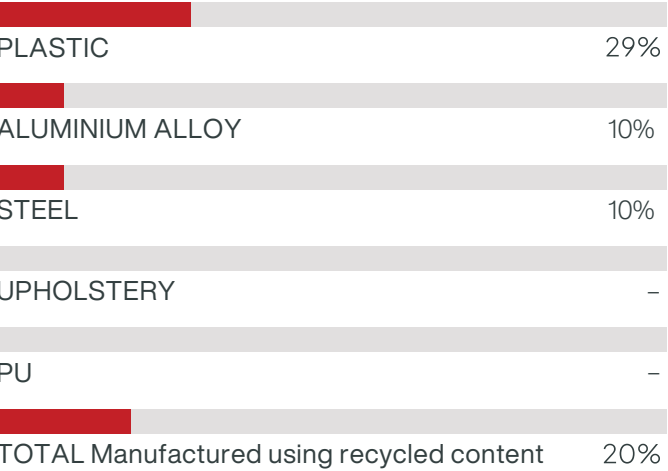 PLASTIC 29%
ALUMINIUM ALLOY 10%
STEEL 10%
UPHOLSTERY –
PU –
TOTAL Manufactured using recycled content 20%